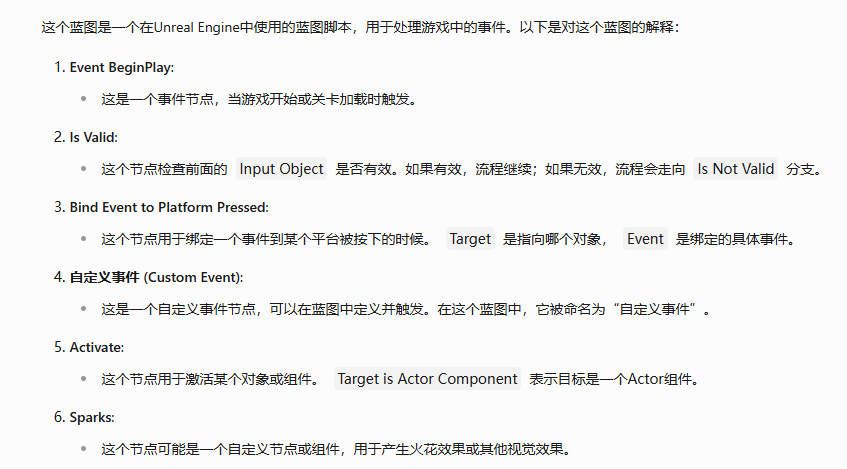 这个蓝图是一个在Unreal Engine中使用的蓝图脚本，用于处理游戏中的事件。以下是对这个蓝图的解释：
1. Event BeginPlay:
• 这是一个事件节点，当游戏开始或关卡加载时触发。
2. Is Valid:
• 这个节点检查前面的 Input Object 是否有效。如果有效，流程继续；如果无效，流程会走向 Is Not Valid 分支。
3. Bind Event to Platform Pressed:
• 这个节点用于绑定一个事件到某个平台被按下的时候。 Target 是指向哪个对象， Event 是绑定的具体事件。
4. 自定义事件 (Custom Event):
• 这是一个自定义事件节点，可以在蓝图中定义并触发。在这个蓝图中，它被命名为“自定义事件”。
5. Activate:
• 这个节点用于激活某个对象或组件。 Target is Actor Component 表示目标是一个Actor组件。
6. Sparks:
• 这个节点可能是一个自定义节点或组件，用于产生火花效果或其他视觉效果。